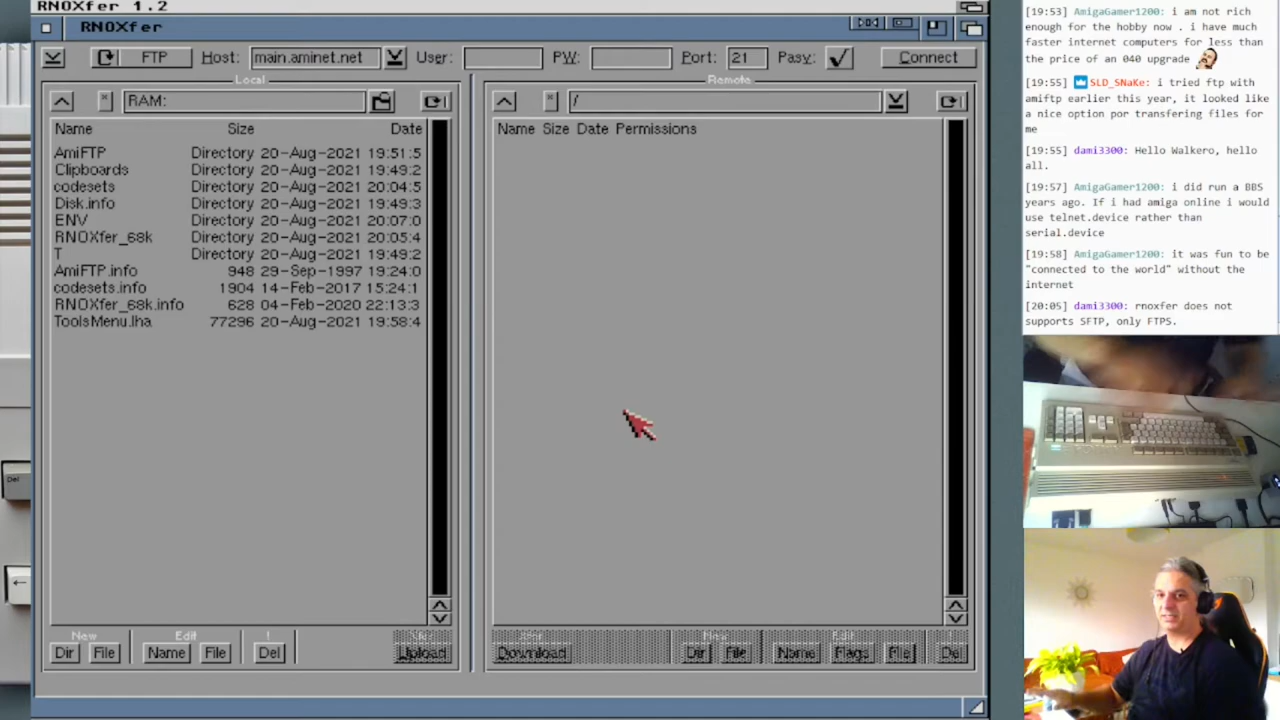 RNOXfer 1.2
RNOXfer
FTP Host: main.aminet.net User: PW: Port: 21 Pasv: Connect
Local
Remote
RAM:
/
Name Size Date
Name Size Date Permissions
AmiFTP Directory 20-Aug-2021 19:51:5
Clipboards Directory 20-Aug-2021 19:49:2
codesets Directory 20-Aug-2021 20:04:5
Disk.info Directory 20-Aug-2021 19:49:3
ENV Directory 20-Aug-2021 20:07:0
RNOXfer_68k Directory 20-Aug-2021 20:05:4
T Directory 20-Aug-2021 19:49:2
AmiFTP.info 948 29-Sep-1997 19:24:0
codesets.info 1904 14-Feb-2017 15:24:1
RNOXfer_68k.info 628 04-Feb-2020 22:13:3
ToolsMenu.lha 77296 20-Aug-2021 19:58:4
New Edit ! Xfer
Dir File Name File Del Upload
Xfer New Edit !
Download Dir File Name Flags File Del
[19:53] AmigaGamer1200: i am not rich
enough for the hobby now . i have much
faster internet computers for less than
the price of an 040 upgrade
[19:55] SLD_SNaKe: i tried ftp with
amiftp earlier this year, it looked like
a nice option por transfering files for
me
[19:55] dami3300: Hello Walkero, hello
all.
[19:57] AmigaGamer1200: i did run a BBS
years ago. If i had amiga online i would
use telnet.device rather than
serial.device
[19:58] AmigaGamer1200: it was fun to be
"connected to the world" without the
internet
[20:05] dami3300: rnoxfer does not
supports SFTP, only FTPS.
Del